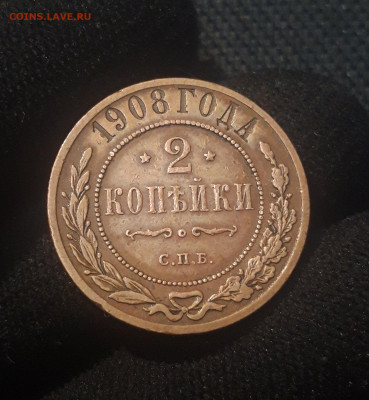 COINS.LAVE.RU
1908 ГОДА
* 2 *
КОПѢЙКИ
С.П.Б.